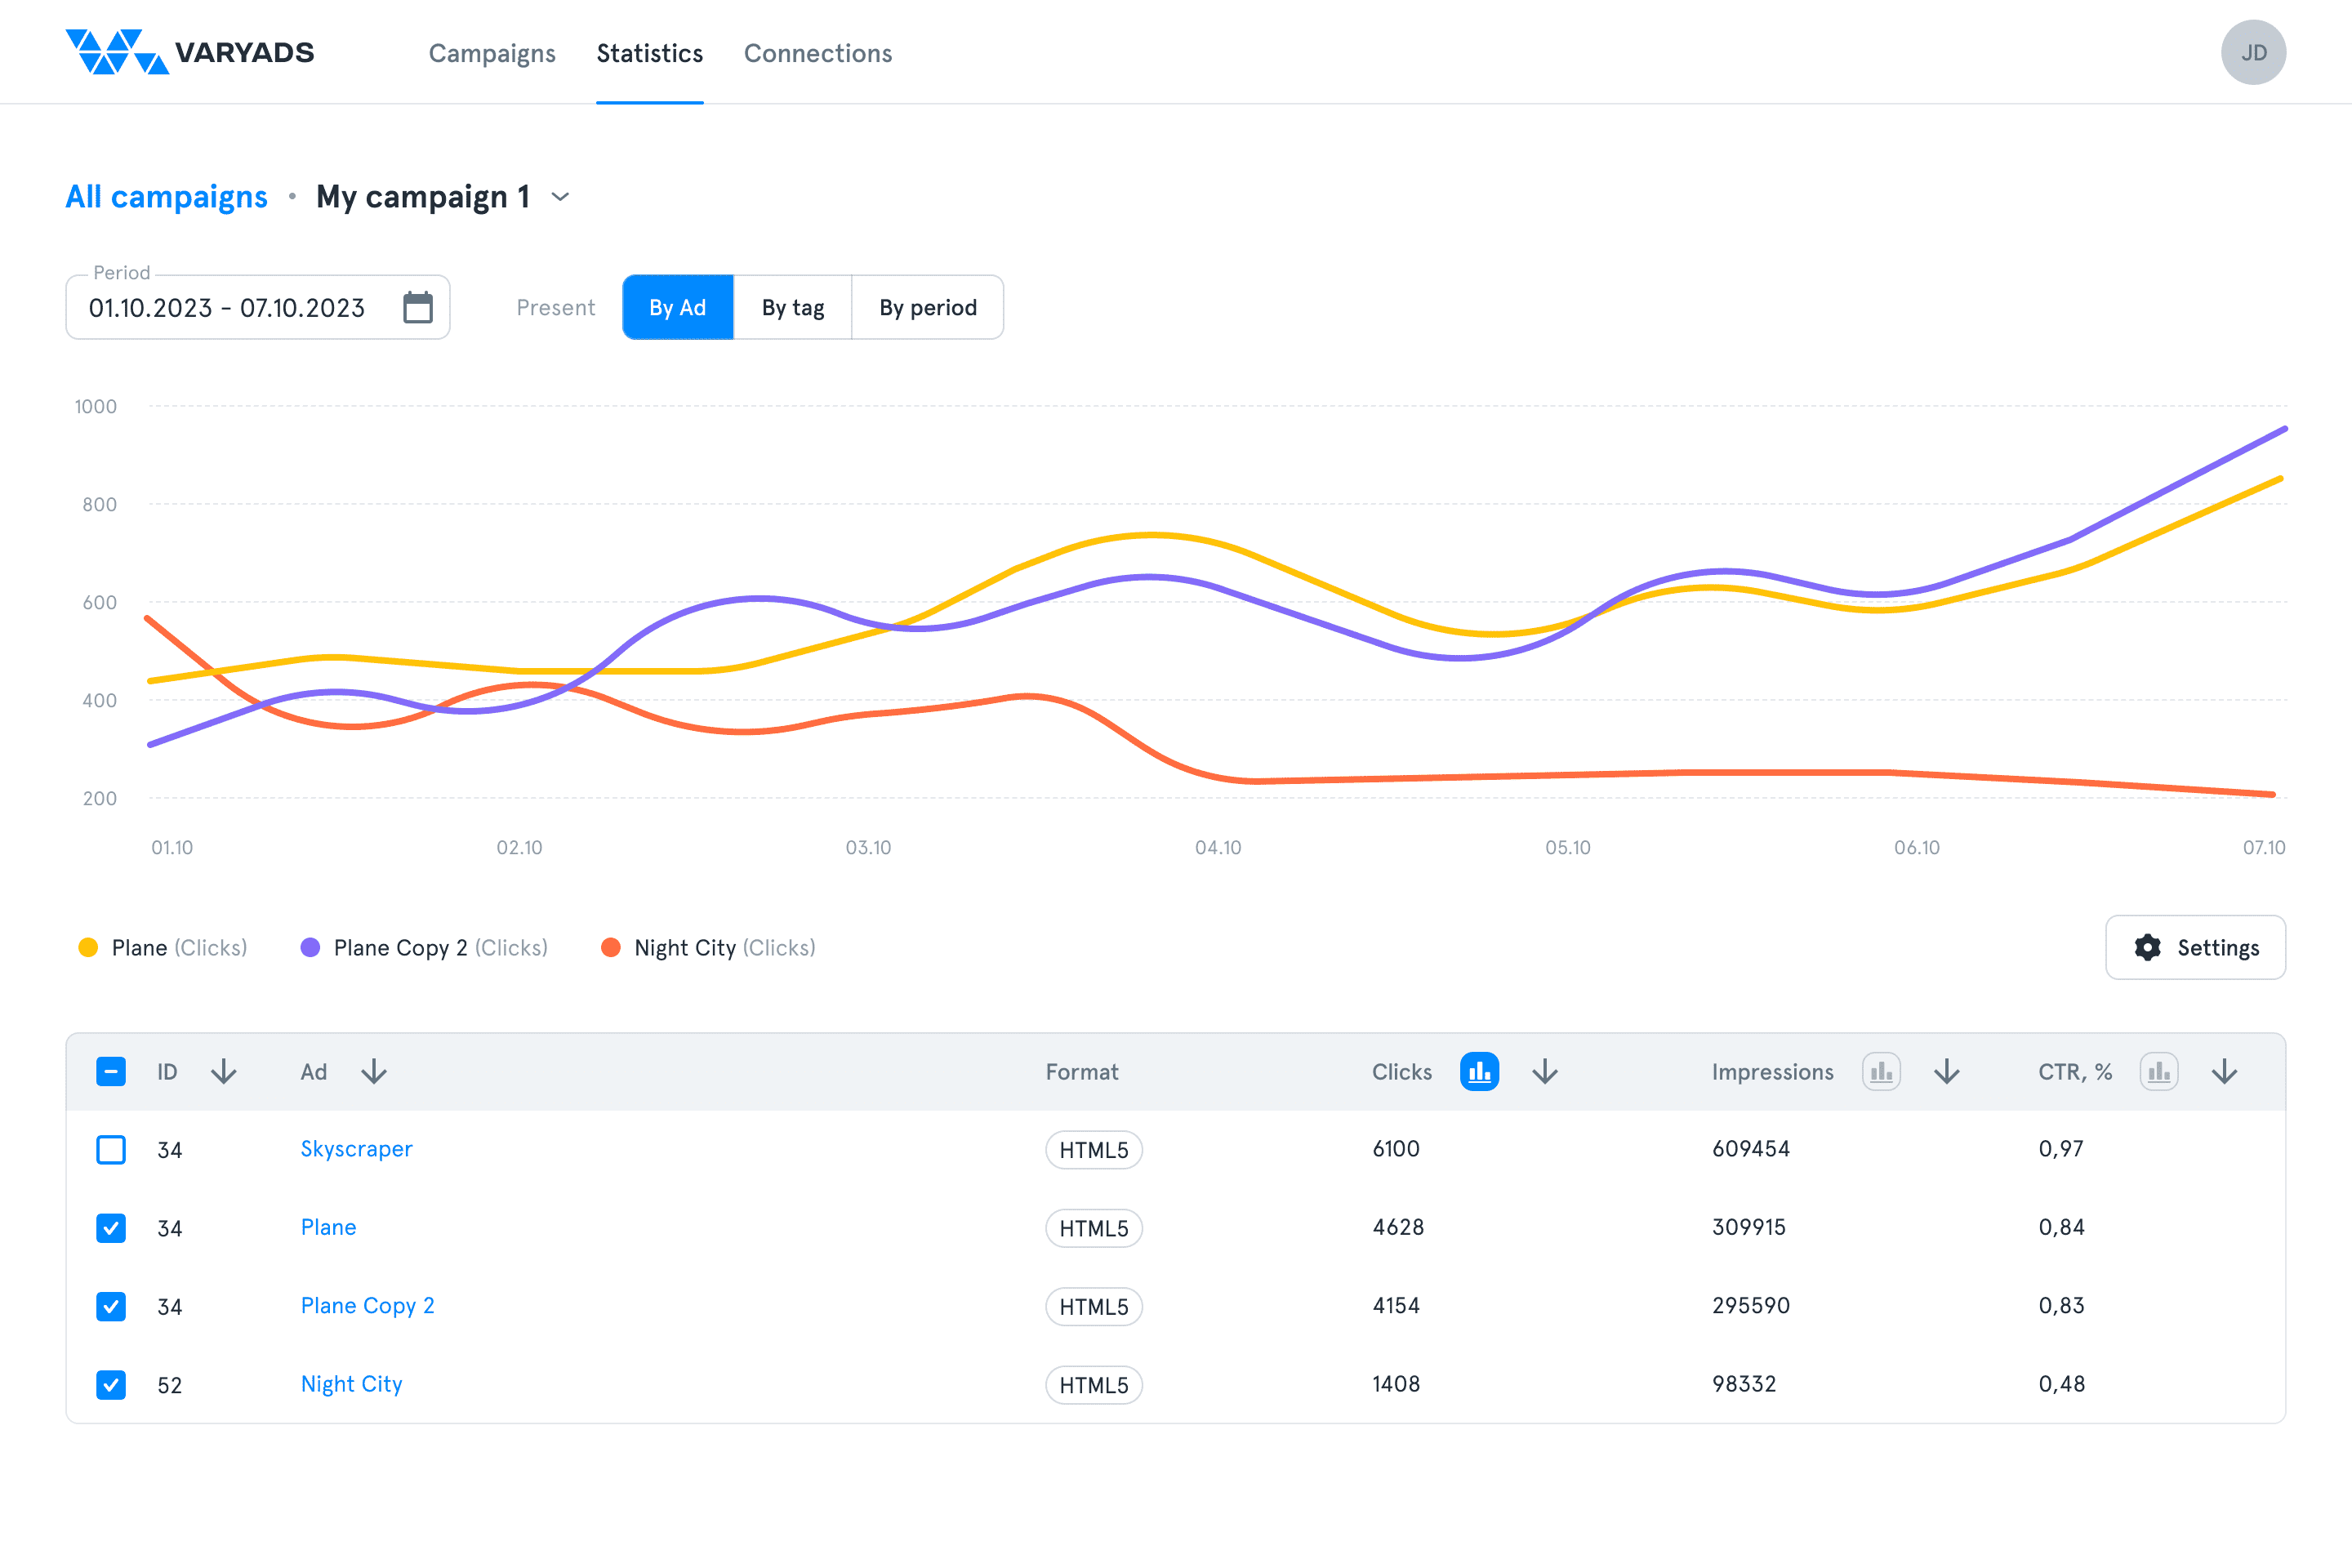 VARYADS Campaigns Statistics Connections JD
All campaigns • My campaign 1
Period
01.10.2023 - 07.10.2023 Present By Ad By tag By period
1000
800
600
400
200
01.10 02.10 03.10 04.10 05.10 06.10 07.10
Plane (Clicks) Plane Copy 2 (Clicks) Night City (Clicks) Settings
ID Ad Format Clicks Impressions CTR, %
34 Skyscraper HTML5 6100 609454 0,97
34 Plane HTML5 4628 309915 0,84
34 Plane Copy 2 HTML5 4154 295590 0,83
52 Night City HTML5 1408 98332 0,48